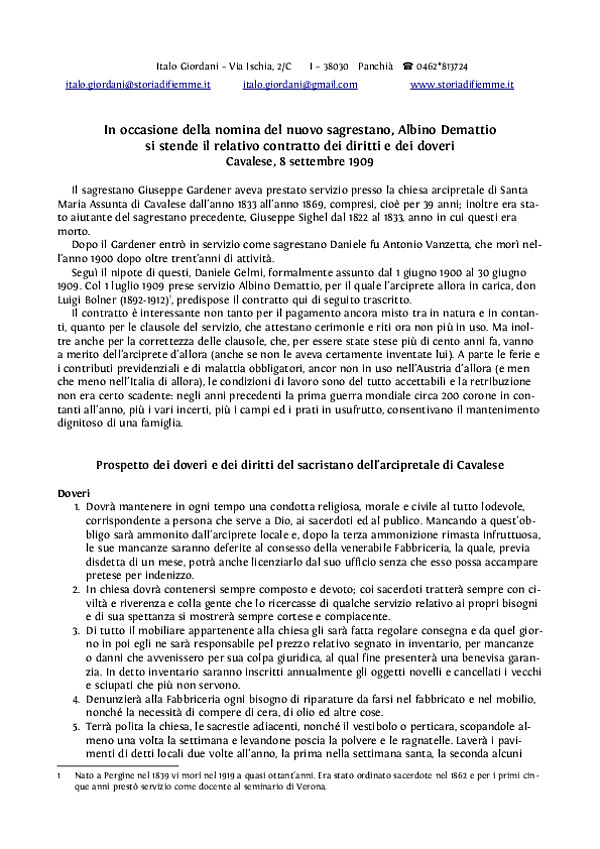 Italo Giordani – Via Ischia, 2/C I – 38030 Panchià ☎ 0462*813724
italo.giordani@storiadifiemme.it italo.giordani@gmail.com www.storiadifiemme.it
In occasione della nomina del nuovo sagrestano, Albino Demattio
si stende il relativo contratto dei diritti e dei doveri
Cavalese, 8 settembre 1909
Il sagrestano Giuseppe Gardener aveva prestato servizio presso la chiesa arcipretale di Santa
Maria Assunta di Cavalese dall'anno 1833 all'anno 1869, compresi, cioè per 39 anni; inoltre era sta-
to aiutante del sagrestano precedente, Giuseppe Sighel dal 1822 al 1833, anno in cui questi era
morto.
Dopo il Gardener entrò in servizio come sagrestano Daniele fu Antonio Vanzetta, che morì nel-
l'anno 1900 dopo oltre trent'anni di attività.
Seguì il nipote di questi, Daniele Gelmi, formalmente assunto dal 1 giugno 1900 al 30 giugno
1909. Col 1 luglio 1909 prese servizio Albino Demattio, per il quale l'arciprete allora in carica, don
Luigi Bolner (1892-1912)1, predispose il contratto qui di seguito trascritto.
Il contratto è interessante non tanto per il pagamento ancora misto tra in natura e in contan-
ti, quanto per le clausole del servizio, che attestano cerimonie e riti ora non più in uso. Ma inol-
tre anche per la correttezza delle clausole, che, per essere state stese più di cento anni fa, vanno
a merito dell'arciprete d'allora (anche se non le aveva certamente inventate lui). A parte le ferie e
i contributi previdenziali e di malattia obbligatori, ancor non in uso nell'Austria d'allora (e men
che meno nell'Italia di allora), le condizioni di lavoro sono del tutto accettabili e la retribuzione
non era certo scadente: negli anni precedenti la prima guerra mondiale circa 200 corone in con-
tanti all'anno, più i vari incerti, più i campi ed i prati in usufrutto, consentivano il mantenimento
dignitoso di una famiglia.
Prospetto dei doveri e dei diritti del sacristano dell'arcipretale di Cavalese
Doveri
1. Dovrà mantenere in ogni tempo una condotta religiosa, morale e civile al tutto lodevole,
corrispondente a persona che serve a Dio, ai sacerdoti ed al publico. Mancando a quest'ob-
bligo sarà ammonito dall'arciprete locale e, dopo la terza ammonizione rimasta infruttuosa,
le sue mancanze saranno deferite al consesso della venerabile Fabbriceria, la quale, previa
disdetta di un mese, potrà anche licenziarlo dal suo ufficio senza che esso possa accampare
pretese per indenizzo.
2. In chiesa dovrà contenersi sempre composto e devoto; coi sacerdoti tratterà sempre con ci-
viltà e riverenza e colla gente che lo ricercasse di qualche servizio relativo ai propri bisogni
e di sua spettanza si mostrerà sempre cortese e compiacente.
3. Di tutto il mobiliare appartenente alla chiesa gli sarà fatta regolare consegna e da quel gior-
no in poi egli ne sarà responsabile pel prezzo relativo segnato in inventario, per mancanze
o danni che avvenissero per sua colpa giuridica, al qual fine presenterà una benevisa garan-
zia. In detto inventario saranno inscritti annualmente gli oggetti novelli e cancellati i vecchi
e sciupati che più non servono.
4. Denunzierà alla Fabbriceria ogni bisogno di riparature da farsi nel fabbricato e nel mobilio,
nonché la necessità di compere di cera, di olio ed altre cose.
5. Terrà polita la chiesa, le sacrestie adiacenti, nonché il vestibolo o perticara, scopandole al-
meno una volta la settimana e levandone poscia la polvere e le ragnatelle. Laverà i pavi-
menti di detti locali due volte all'anno, la prima nella settimana santa, la seconda alcuni
1 Nato a Pergine nel 1839 vi morì nel 1919 a quasi ottant'anni. Era stato ordinato sacerdote nel 1862 e per i primi cin-
que anni prestò servizio come docente al seminario di Verona.